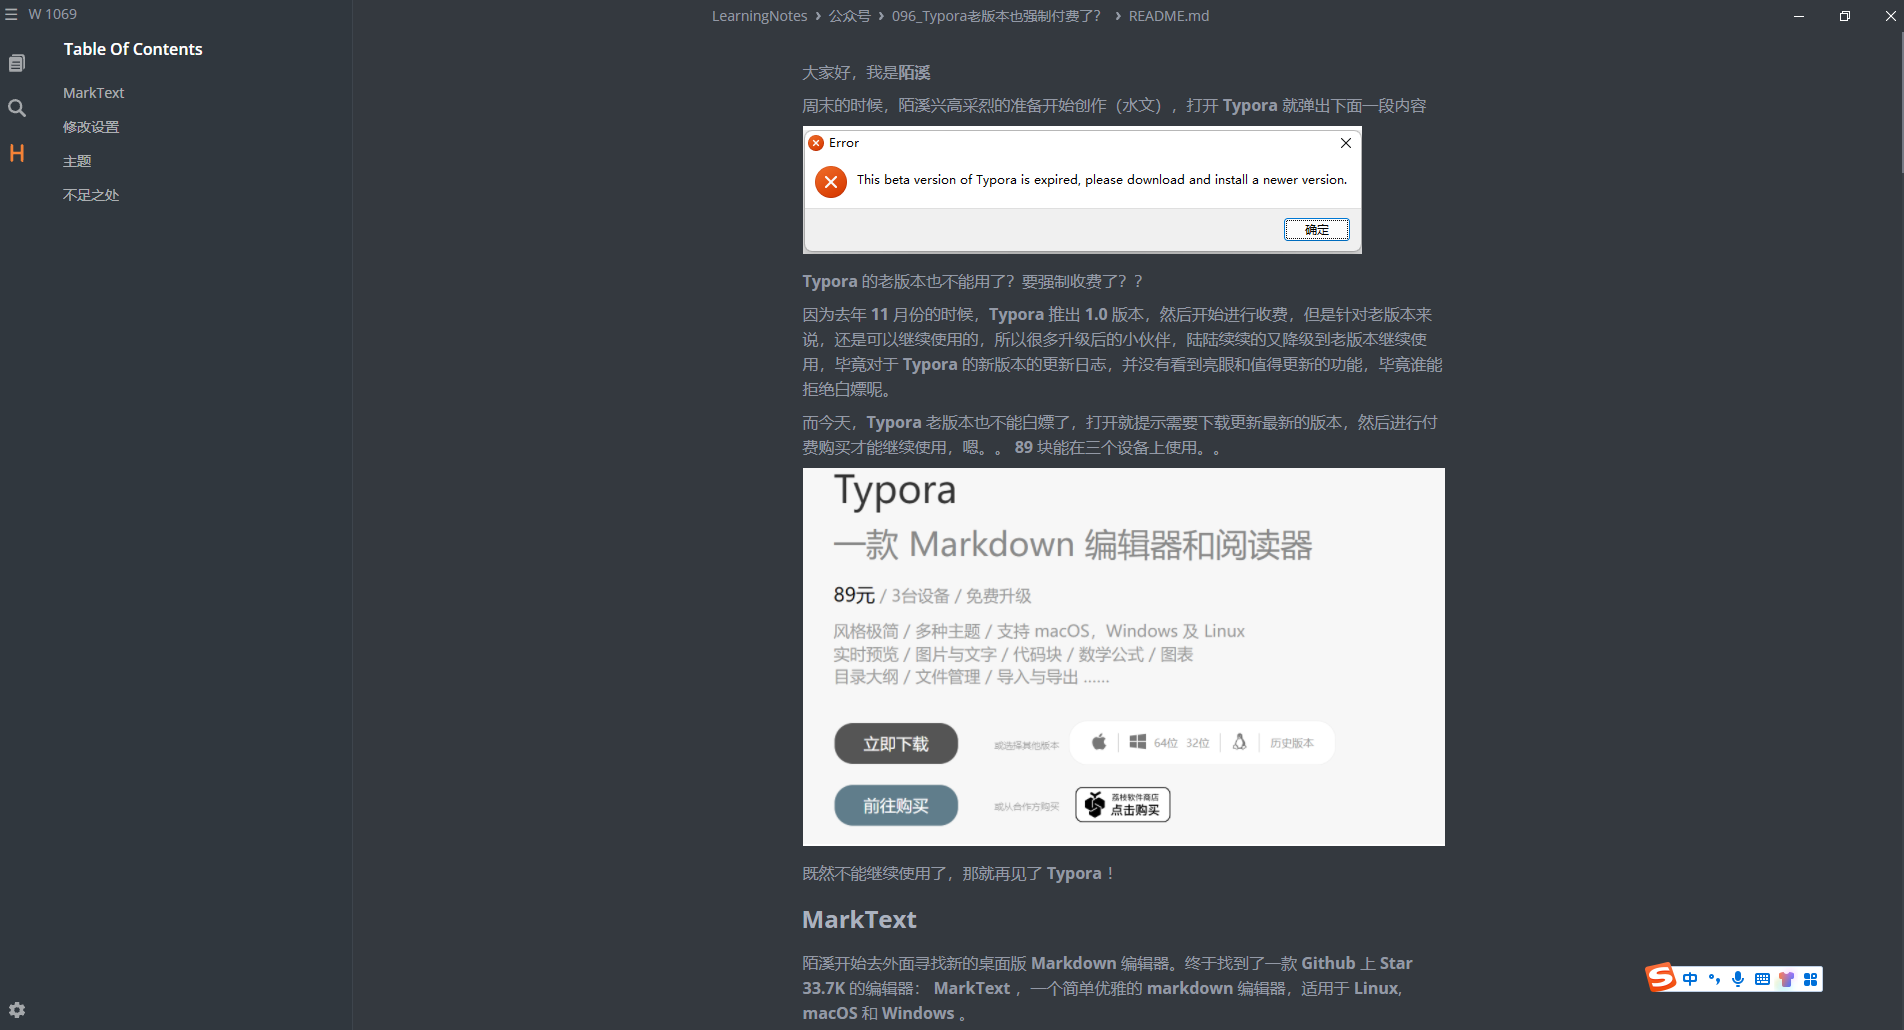 W 1069
LearningNotes › 公众号 › 096_Typora老版本也强制付费了? › README.md
Table Of Contents
MarkText
修改设置
主题
不足之处
大家好，我是陌溪
周末的时候，陌溪兴高采烈的准备开始创作（水文），打开 Typora 就弹出下面一段内容
Error
This beta version of Typora is expired, please download and install a newer version.
确定
Typora 的老版本也不能用了？要强制收费了？？
因为去年 11 月份的时候，Typora 推出 1.0 版本，然后开始进行收费，但是针对老版本来
说，还是可以继续使用的，所以很多升级后的小伙伴，陆陆续续的又降级到老版本继续使
用，毕竟对于 Typora 的新版本的更新日志，并没有看到亮眼和值得更新的功能，毕竟谁能
拒绝白嫖呢。
而今天，Typora 老版本也不能白嫖了，打开就提示需要下载更新最新的版本，然后进行付
费购买才能继续使用，嗯。。 89 块能在三个设备上使用。。
Typora
一款 Markdown 编辑器和阅读器
89元 / 3台设备 / 免费升级
风格极简 / 多种主题 / 支持 macOS，Windows 及 Linux
实时预览 / 图片与文字 / 代码块 / 数学公式 / 图表
目录大纲 / 文件管理 / 导入与导出 ......
立即下载
或选择其他版本
64位 32位
历史版本
前往购买
或从合作方购买
荔枝软件商店
点击购买
既然不能继续使用了，那就再见了 Typora！
MarkText
陌溪开始去外面寻找新的桌面版 Markdown 编辑器。终于找到了一款 Github 上 Star
33.7K 的编辑器： MarkText ，一个简单优雅的 markdown 编辑器，适用于 Linux,
macOS 和 Windows 。
中